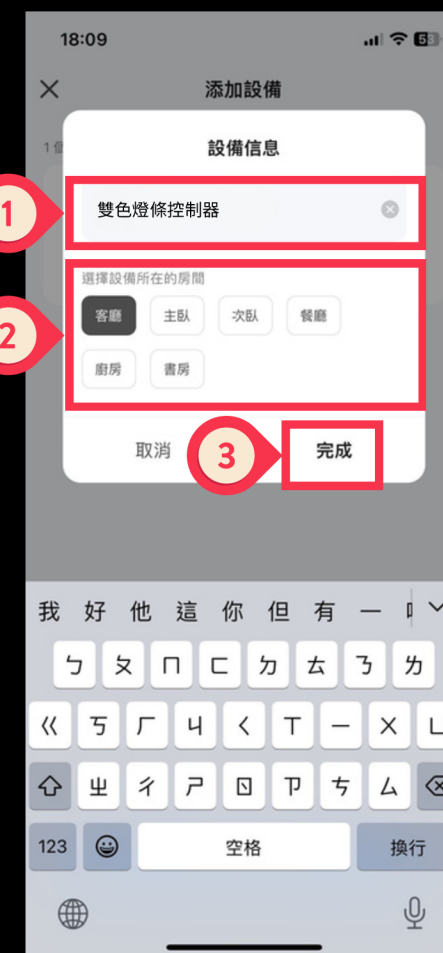 18:09
53
添加設備
1個
設備信息
1
雙色燈條控制器
選擇設備所在的房間
2
客廳 主臥 次臥 餐廳
廚房 書房
取消 3 完成
我 好 他 這 你 但 有 一
ㄅ ㄆ ㄇ ㄈ ㄉ ㄊ ㄋ ㄌ
ㄍ ㄎ ㄏ ㄐ ㄑ ㄒ ㄧ ㄨ ㄩ
ㄓ ㄔ ㄕ ㄖ ㄗ ㄘ ㄙ
123 空格 換行